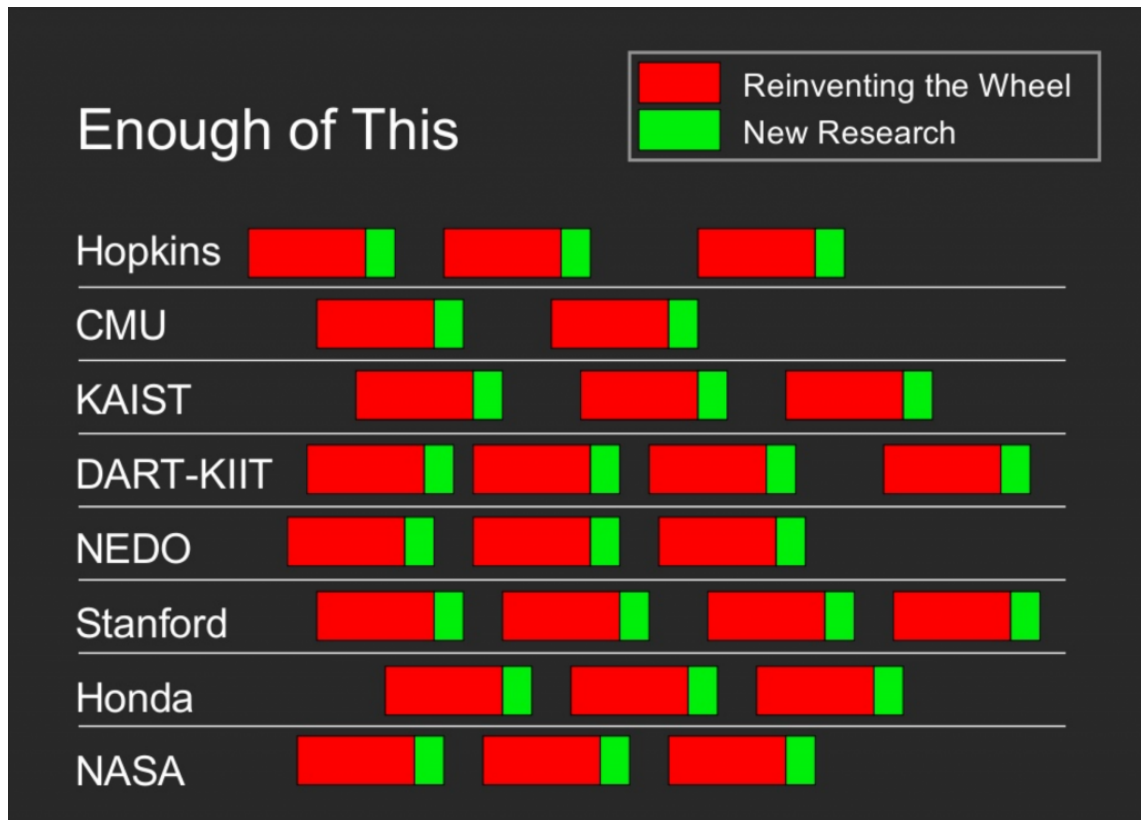 Enough of This
Reinventing the Wheel
New Research
Hopkins
CMU
KAIST
DART-KIIT
NEDO
Stanford
Honda
NASA